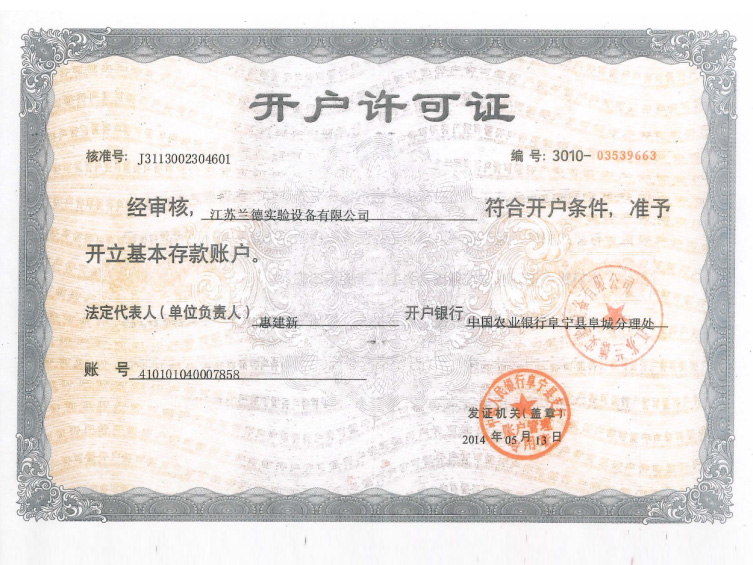 开户许可证
核准号: J3113002304601 编 号: 3010- 03539663
经审核, 江苏兰德实验设备有限公司 符合开户条件, 准予
开立基本存款账户。
法定代表人(单位负责人) 惠建新 开户银行 中国农业银行阜宁县阜城分理处
账 号 410101040007858
发证机关(盖章)
2014 年 05 月 13 日
账户管理